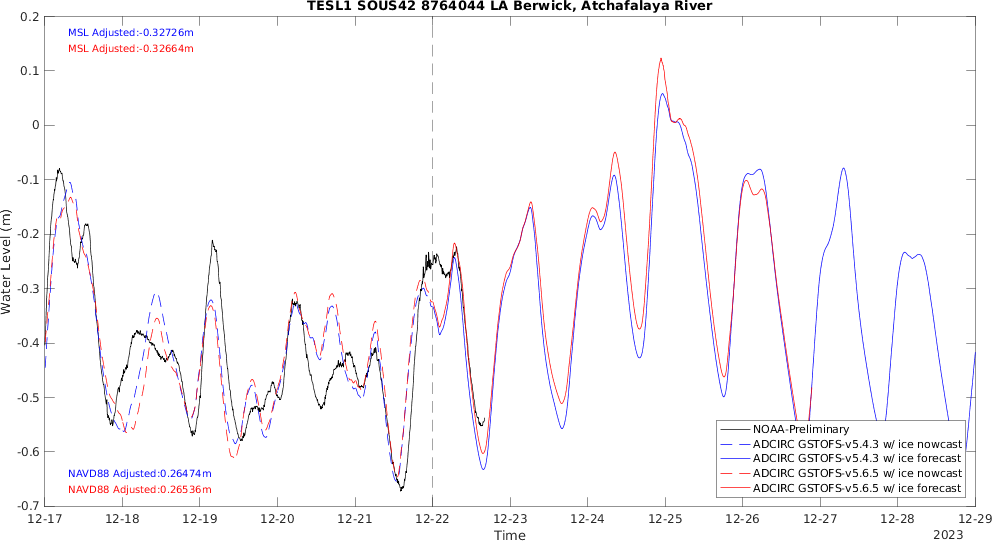 TESL1 SOUS42 8764044 LA Berwick, Atchafalaya River
MSL Adjusted:-0.32726m
MSL Adjusted:-0.32664m
0.2
0.1
0
-0.1
-0.2
-0.3
-0.4
-0.5
-0.6
-0.7
Water Level (m)
NAVD88 Adjusted:0.26474m
NAVD88 Adjusted:0.26536m
NOAA-Preliminary
ADCIRC GSTOFS-v5.4.3 w/ ice nowcast
ADCIRC GSTOFS-v5.4.3 w/ ice forecast
ADCIRC GSTOFS-v5.6.5 w/ ice nowcast
ADCIRC GSTOFS-v5.6.5 w/ ice forecast
12-17 12-18 12-19 12-20 12-21 12-22 12-23 12-24 12-25 12-26 12-27 12-28 12-29
Time
2023